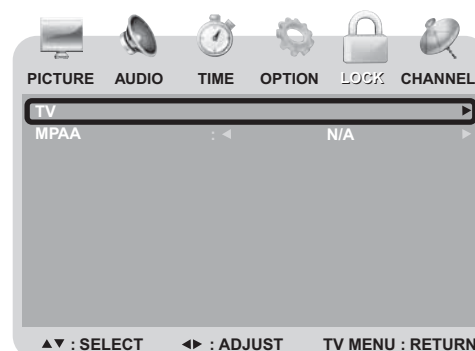 PICTURE AUDIO TIME OPTION LOCK CHANNEL
TV ▶
MPAA : ◀ N/A ▶
▲▼ : SELECT ◀▶ : ADJUST TV MENU : RETURN